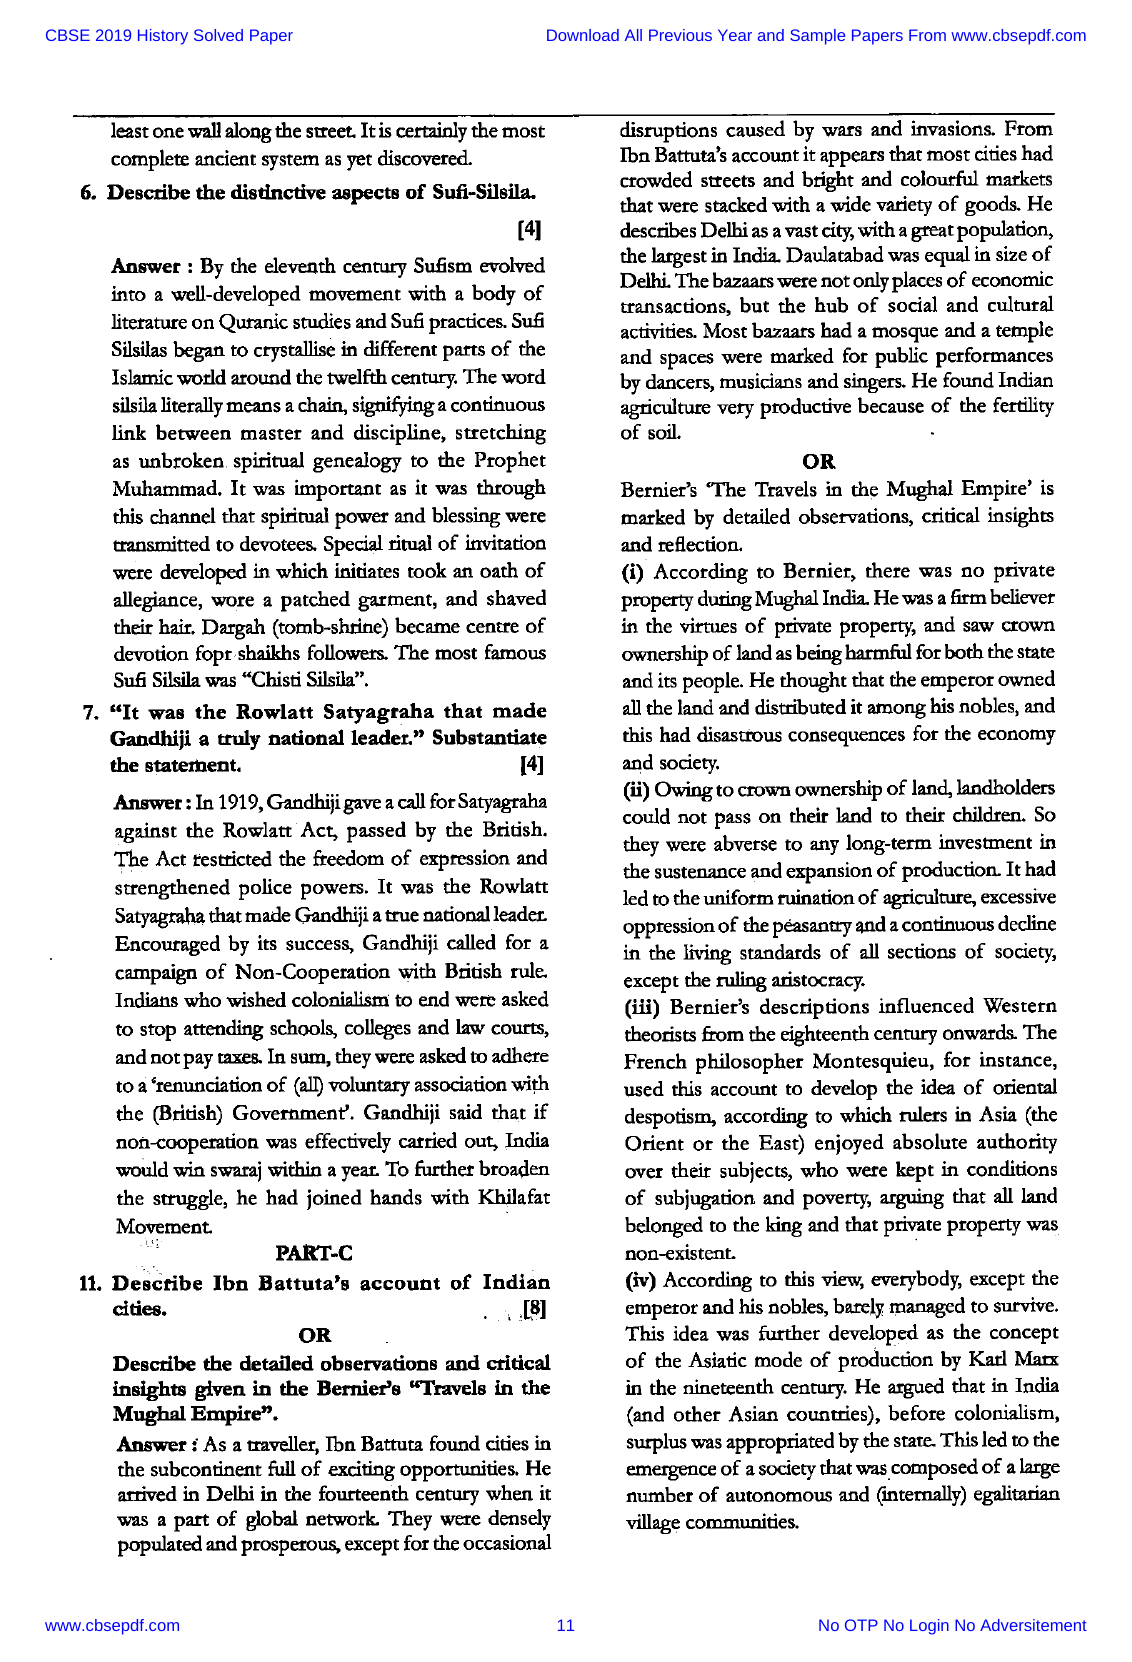 CBSE 2019 History Solved Paper
Download All Previous Year and Sample Papers From www.cbsepdf.com
least one wall along the street. It is certainly the most
complete ancient system as yet discovered.
6. Describe the distinctive aspects of Sufi-Silsila.
[4]
Answer : By the eleventh century Sufism evolved
into a well-developed movement with a body of
literature on Quranic studies and Sufi practices. Sufi
Silsilas began to crystallise in different parts of the
Islamic world around the twelfth century. The word
silsila literally means a chain, signifying a continuous
link between master and discipline, stretching
as unbroken spiritual genealogy to the Prophet
Muhammad. It was important as it was through
this channel that spiritual power and blessing were
transmitted to devotees. Special ritual of invitation
were developed in which initiates took an oath of
allegiance, wore a patched garment, and shaved
their hair. Dargah (tomb-shrine) became centre of
devotion fopr shaikhs followers. The most famous
Sufi Silsila was “Chisti Silsila”.
7. “It was the Rowlatt Satyagraha that made
Gandhiji a truly national leader.” Substantiate
the statement. [4]
Answer : In 1919, Gandhiji gave a call for Satyagraha
against the Rowlatt Act, passed by the British.
The Act restricted the freedom of expression and
strengthened police powers. It was the Rowlatt
Satyagraha that made Gandhiji a true national leader.
Encouraged by its success, Gandhiji called for a
campaign of Non-Cooperation with British rule.
Indians who wished colonialism to end were asked
to stop attending schools, colleges and law courts,
and not pay taxes. In sum, they were asked to adhere
to a ‘renunciation of (all) voluntary association with
the (British) Government’. Gandhiji said that if
non-cooperation was effectively carried out, India
would win swaraj within a year. To further broaden
the struggle, he had joined hands with Khilafat
Movement.
PART-C
11. Describe Ibn Battuta’s account of Indian
cities. [8]
OR
Describe the detailed observations and critical
insights given in the Bernier’s “Travels in the
Mughal Empire”.
Answer : As a traveller, Ibn Battuta found cities in
the subcontinent full of exciting opportunities. He
arrived in Delhi in the fourteenth century when it
was a part of global network. They were densely
populated and prosperous, except for the occasional
disruptions caused by wars and invasions. From
Ibn Battuta’s account it appears that most cities had
crowded streets and bright and colourful markets
that were stacked with a wide variety of goods. He
describes Delhi as a vast city, with a great population,
the largest in India. Daulatabad was equal in size of
Delhi. The bazaars were not only places of economic
transactions, but the hub of social and cultural
activities. Most bazaars had a mosque and a temple
and spaces were marked for public performances
by dancers, musicians and singers. He found Indian
agriculture very productive because of the fertility
of soil.
OR
Bernier’s ‘The Travels in the Mughal Empire’ is
marked by detailed observations, critical insights
and reflection.
(i) According to Bernier, there was no private
property during Mughal India. He was a firm believer
in the virtues of private property, and saw crown
ownership of land as being harmful for both the state
and its people. He thought that the emperor owned
all the land and distributed it among his nobles, and
this had disastrous consequences for the economy
and society.
(ii) Owing to crown ownership of land, landholders
could not pass on their land to their children. So
they were abverse to any long-term investment in
the sustenance and expansion of production. It had
led to the uniform ruination of agriculture, excessive
oppression of the peasantry and a continuous decline
in the living standards of all sections of society,
except the ruling aristocracy.
(iii) Bernier’s descriptions influenced Western
theorists from the eighteenth century onwards. The
French philosopher Montesquieu, for instance,
used this account to develop the idea of oriental
despotism, according to which rulers in Asia (the
Orient or the East) enjoyed absolute authority
over their subjects, who were kept in conditions
of subjugation and poverty, arguing that all land
belonged to the king and that private property was
non-existent.
(iv) According to this view, everybody, except the
emperor and his nobles, barely managed to survive.
This idea was further developed as the concept
of the Asiatic mode of production by Karl Marx
in the nineteenth century. He argued that in India
(and other Asian countries), before colonialism,
surplus was appropriated by the state. This led to the
emergence of a society that was composed of a large
number of autonomous and (internally) egalitarian
village communities.
www.cbsepdf.com
11
No OTP No Login No Adversitement